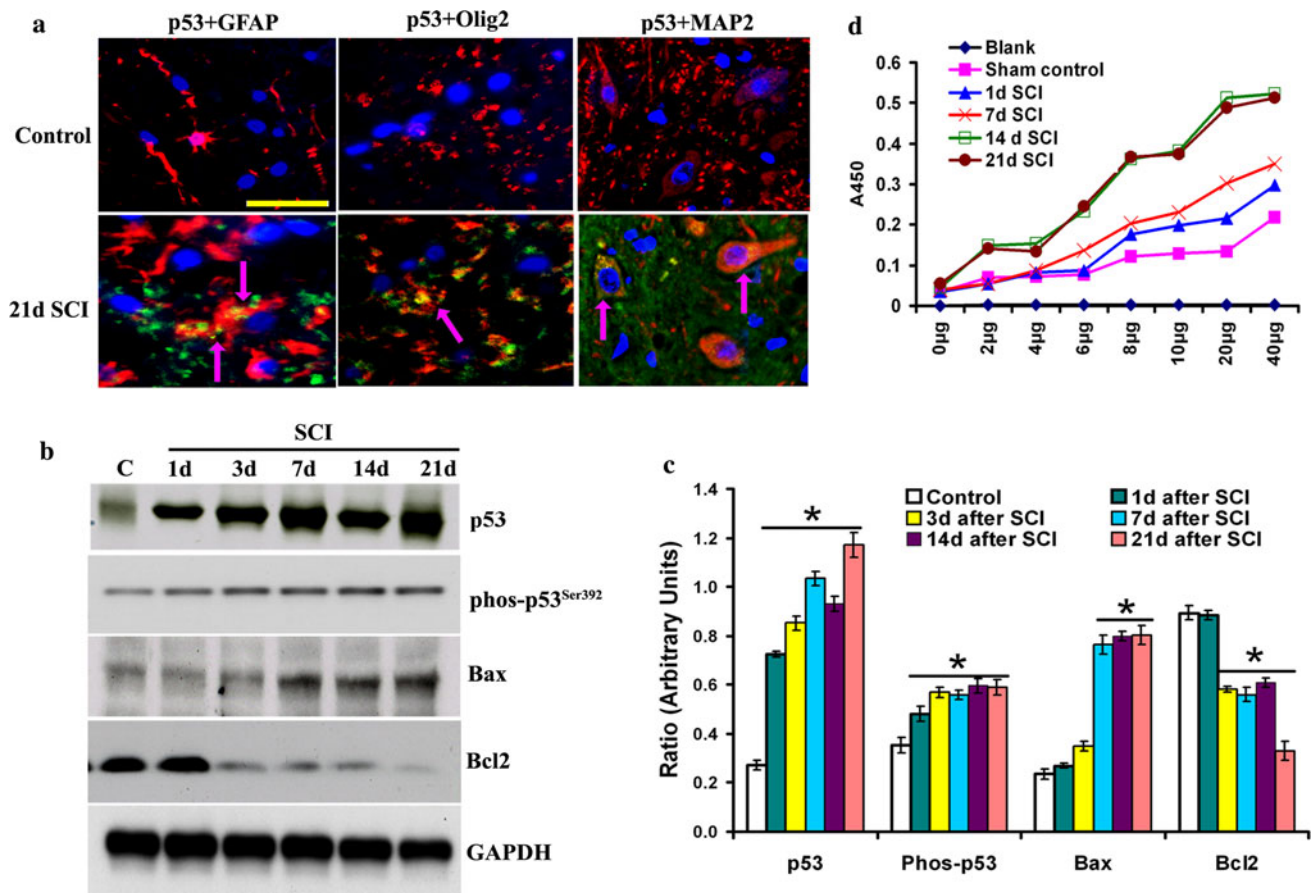 a
p53+GFAP
p53+Olig2
p53+MAP2
Control
21d SCI
b
SCI
C 1d 3d 7d 14d 21d
p53
phos-p53Ser392
Bax
Bcl2
GAPDH
d
Blank
Sham control
1d SCI
7d SCI
14 d SCI
21d SCI
A450
0.6
0.5
0.4
0.3
0.2
0.1
0
0µg
2µg
4µg
6µg
8µg
10µg
20µg
40µg
c
Ratio (Arbitrary Units)
1.4
1.2
1.0
0.8
0.6
0.4
0.2
0.0
Control
1d after SCI
3d after SCI
7d after SCI
14d after SCI
21d after SCI
*
*
*
*
p53
Phos-p53
Bax
Bcl2